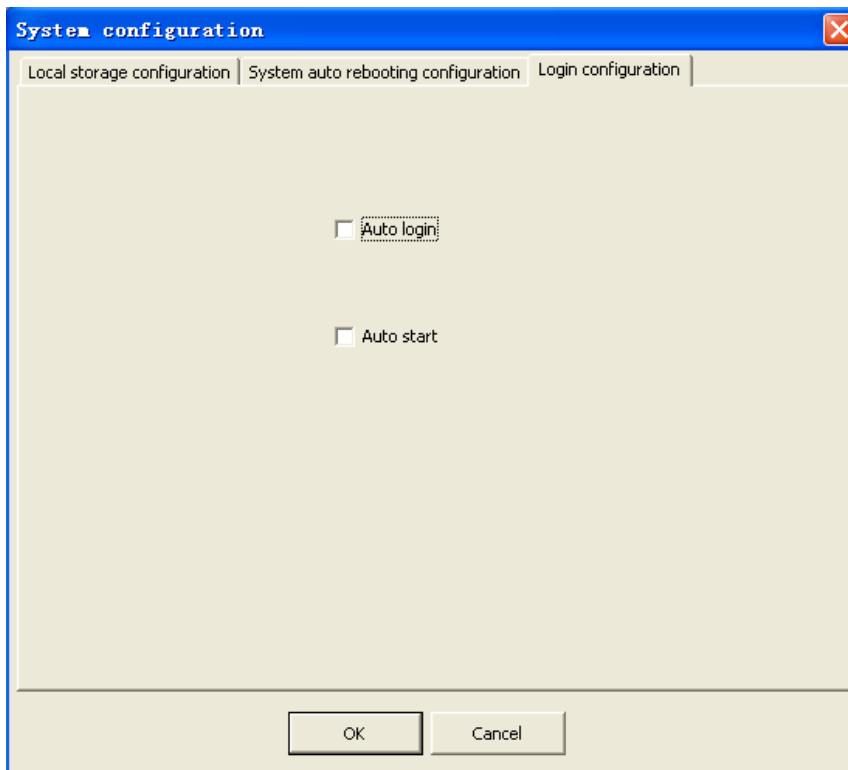 System configuration
Local storage configuration System auto rebooting configuration Login configuration
Auto login
Auto start
OK Cancel